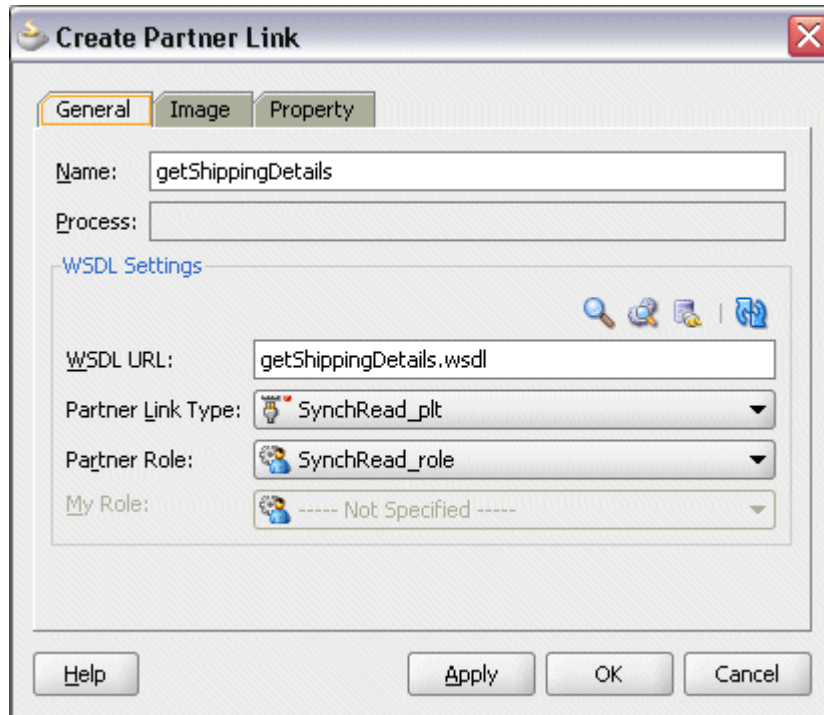 Create Partner Link
General Image Property
Name: getShippingDetails
Process:
WSDL Settings
WSDL URL: getShippingDetails.wsdl
Partner Link Type: SynchRead_plt
Partner Role: SynchRead_role
My Role: ----- Not Specified -----
Help Apply OK Cancel